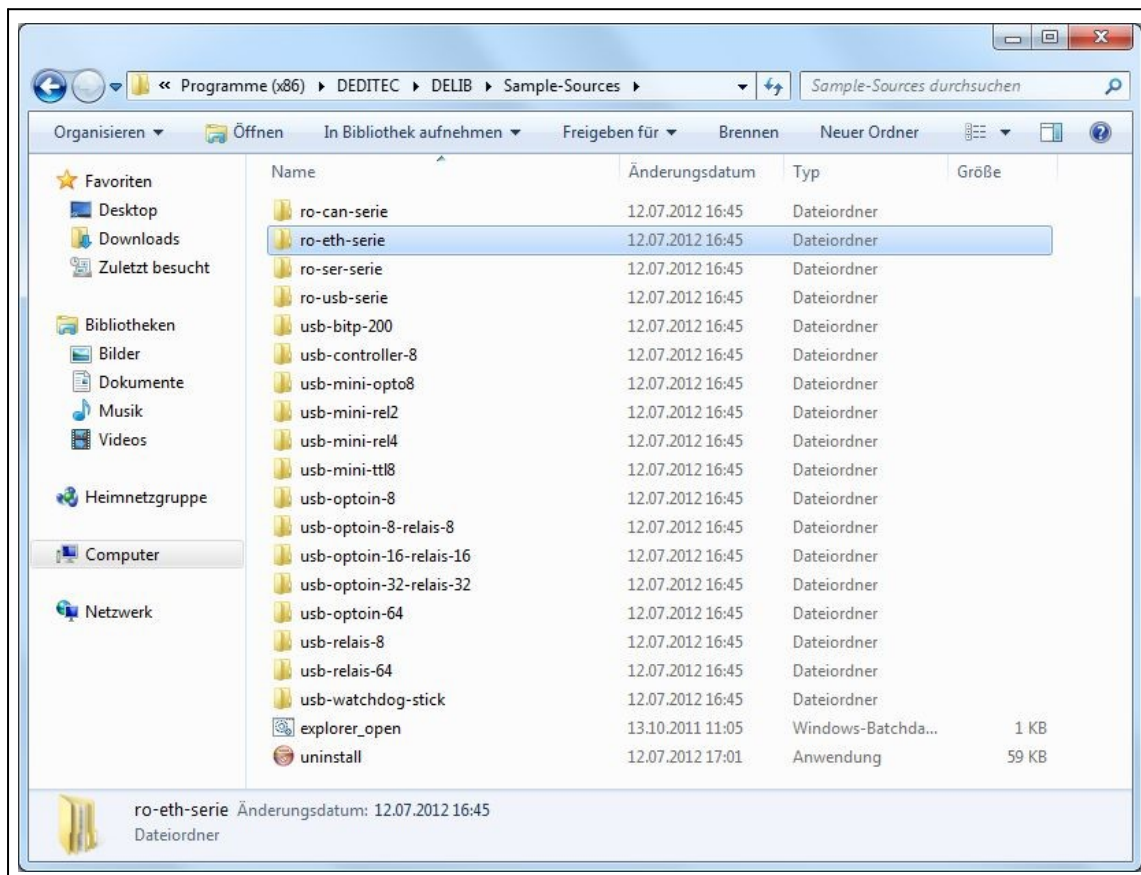 « Programme (x86) ▸ DEDITEC ▸ DELIB ▸ Sample-Sources ▸ Sample-Sources durchsuchen
Organisieren Öffnen In Bibliothek aufnehmen Freigeben für Brennen Neuer Ordner
Favoriten
Desktop
Downloads
Zuletzt besucht
Bibliotheken
Bilder
Dokumente
Musik
Videos
Heimnetzgruppe
Computer
Netzwerk
Name Änderungsdatum Typ Größe
ro-can-serie 12.07.2012 16:45 Dateiordner
ro-eth-serie 12.07.2012 16:45 Dateiordner
ro-ser-serie 12.07.2012 16:45 Dateiordner
ro-usb-serie 12.07.2012 16:45 Dateiordner
usb-bitp-200 12.07.2012 16:45 Dateiordner
usb-controller-8 12.07.2012 16:45 Dateiordner
usb-mini-opto8 12.07.2012 16:45 Dateiordner
usb-mini-rel2 12.07.2012 16:45 Dateiordner
usb-mini-rel4 12.07.2012 16:45 Dateiordner
usb-mini-ttl8 12.07.2012 16:45 Dateiordner
usb-optoin-8 12.07.2012 16:45 Dateiordner
usb-optoin-8-relais-8 12.07.2012 16:45 Dateiordner
usb-optoin-16-relais-16 12.07.2012 16:45 Dateiordner
usb-optoin-32-relais-32 12.07.2012 16:45 Dateiordner
usb-optoin-64 12.07.2012 16:45 Dateiordner
usb-relais-8 12.07.2012 16:45 Dateiordner
usb-relais-64 12.07.2012 16:45 Dateiordner
usb-watchdog-stick 12.07.2012 16:45 Dateiordner
explorer_open 13.10.2011 11:05 Windows-Batchda... 1 KB
uninstall 12.07.2012 17:01 Anwendung 59 KB
ro-eth-serie Änderungsdatum: 12.07.2012 16:45
Dateiordner